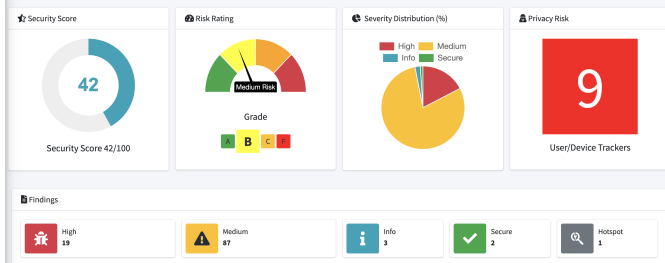 Security Score
Risk Rating
Severity Distribution (%)
Privacy Risk
42
Security Score 42/100
Medium Risk
Grade
A B C F
High Medium
Info Secure
9
User/Device Trackers
Findings
High
19
Medium
87
Info
3
Secure
2
Hotspot
1